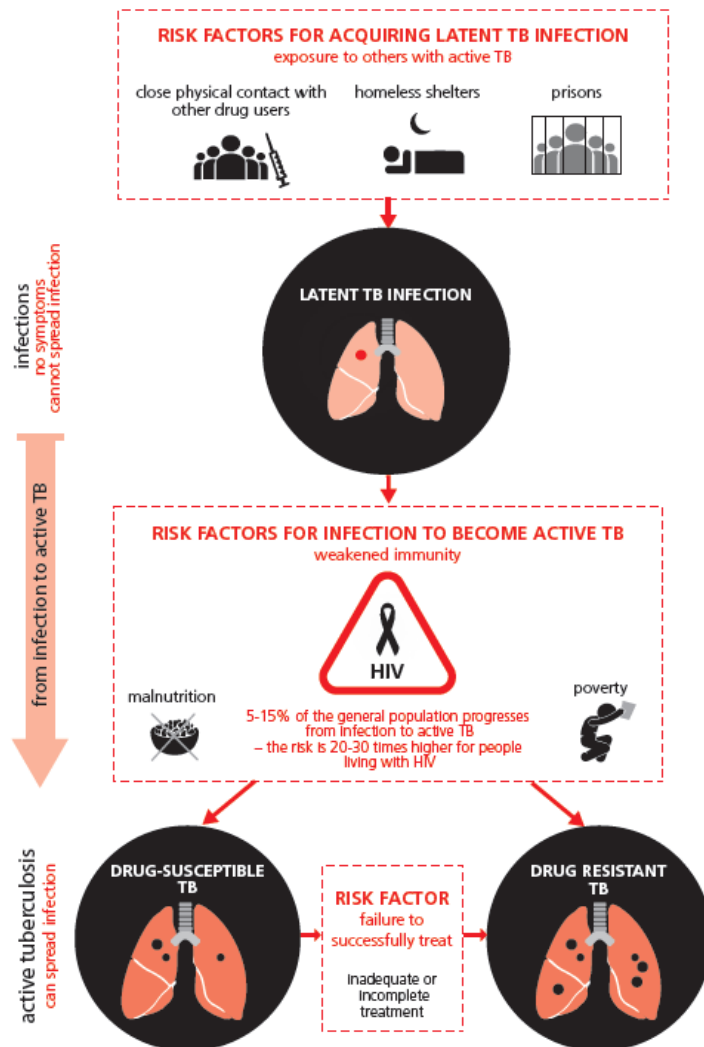 RISK FACTORS FOR ACQUIRING LATENT TB INFECTION
exposure to others with active TB
close physical contact with
other drug users
homeless shelters
prisons
infections
no symptoms
cannot spread infection
LATENT TB INFECTION
from infection to active TB
RISK FACTORS FOR INFECTION TO BECOME ACTIVE TB
weakened immunity
HIV
malnutrition
poverty
5-15% of the general population progresses
from infection to active TB
– the risk is 20-30 times higher for people
living with HIV
active tuberculosis
can spread infection
DRUG-SUSCEPTIBLE
TB
RISK FACTOR
failure to
successfully treat
inadequate or
incomplete
treatment
DRUG RESISTANT
TB